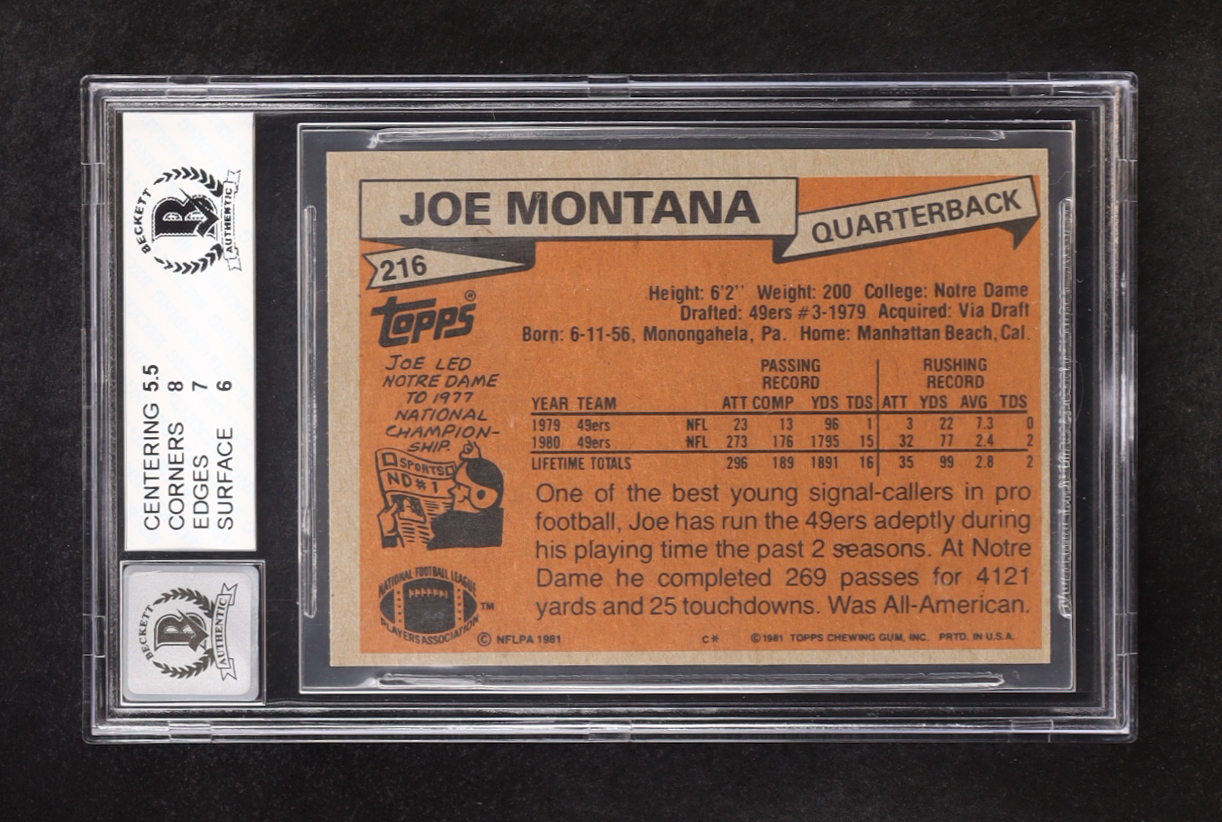 BECKETT
B
AUTHENTIC
CENTERING 5.5
CORNERS 8
EDGES 7
SURFACE 6
BECKETT
B
AUTHENTIC
JOE MONTANA
QUARTERBACK
216
topps®
Height: 6'2'' Weight: 200 College: Notre Dame
Drafted: 49ers #3-1979 Acquired: Via Draft
Born: 6-11-56, Monongahela, Pa. Home: Manhattan Beach, Cal.
JOE LED
NOTRE DAME
TO 1977
NATIONAL
CHAMPION-
SHIP.
SPORTS
ND #1
PASSING RUSHING
RECORD RECORD
YEAR TEAM ATT COMP YDS TDS ATT YDS AVG TDS
1979 49ers NFL 23 13 96 1 3 22 7.3 0
1980 49ers NFL 273 176 1795 15 32 77 2.4 2
LIFETIME TOTALS 296 189 1891 16 35 99 2.8 2
One of the best young signal-callers in pro
football, Joe has run the 49ers adeptly during
his playing time the past 2 seasons. At Notre
Dame he completed 269 passes for 4121
yards and 25 touchdowns. Was All-American.
NATIONAL FOOTBALL LEAGUE
PLAYERS ASSOCIATION
TM
© NFLPA 1981 C* ©1981 TOPPS CHEWING GUM, INC. PRTD. IN U.S.A.